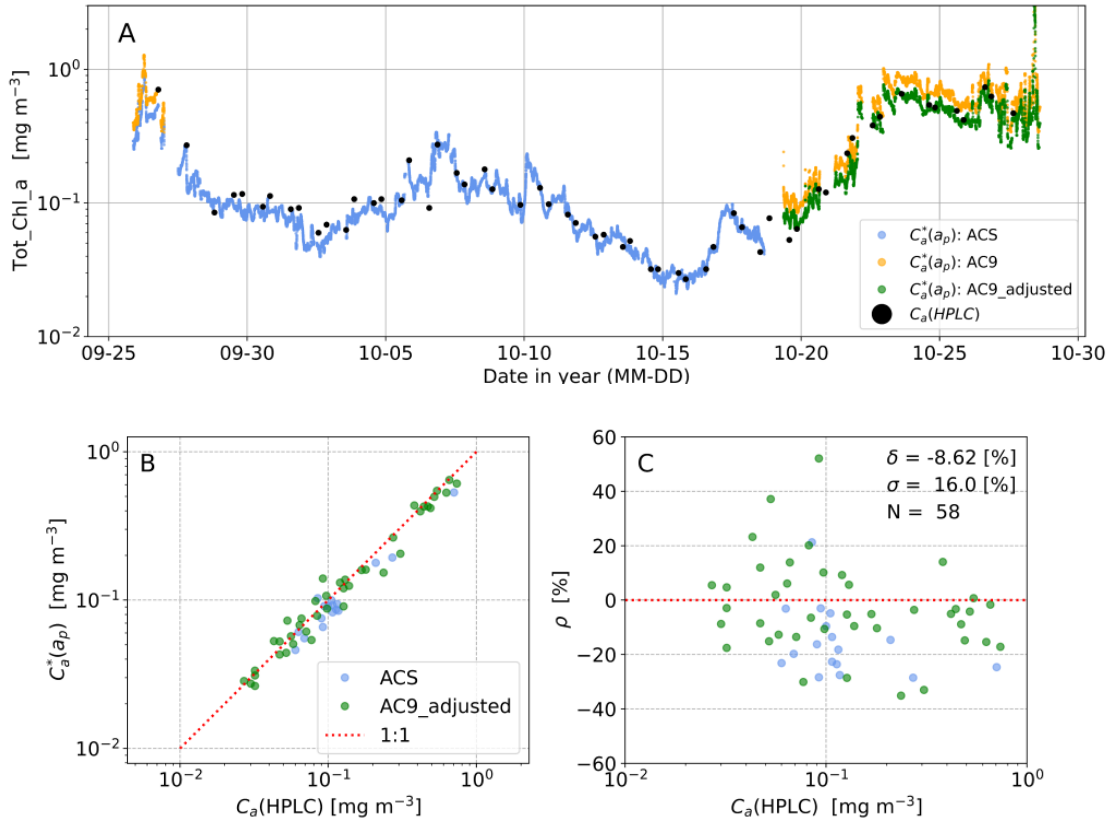 A
Tot_Chl_a [mg m⁻³]
10⁰
10⁻¹
10⁻²
09-25 09-30 10-05 10-10 10-15 10-20 10-25 10-30
Date in year (MM-DD)
C*ₐ(aₚ): ACS
C*ₐ(aₚ): AC9
C*ₐ(aₚ): AC9_adjusted
Cₐ(HPLC)
B
C*ₐ(aₚ) [mg m⁻³]
10⁰
10⁻¹
10⁻²
10⁻² 10⁻¹ 10⁰
Cₐ(HPLC) [mg m⁻³]
ACS
AC9_adjusted
1:1
C
δ = -8.62 [%]
σ = 16.0 [%]
N = 58
ρ [%]
60
40
20
0
−20
−40
−60
10⁻² 10⁻¹ 10⁰
Cₐ(HPLC) [mg m⁻³]